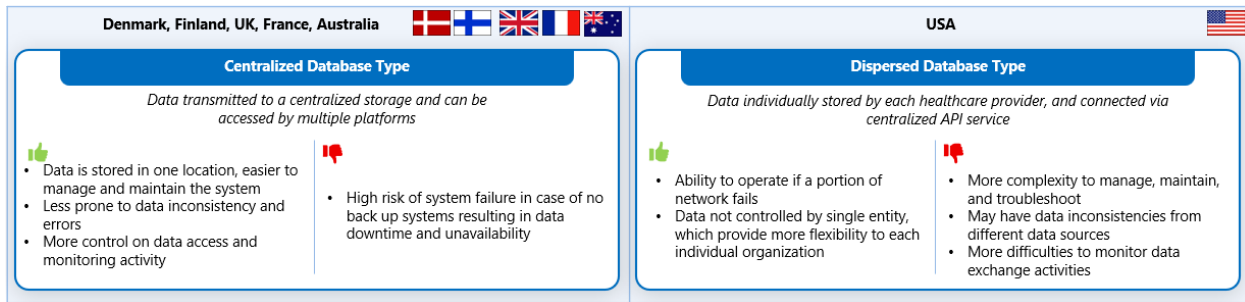 Denmark, Finland, UK, France, Australia
Centralized Database Type
Data transmitted to a centralized storage and can be
accessed by multiple platforms
• Data is stored in one location, easier to
manage and maintain the system
• Less prone to data inconsistency and
errors
• More control on data access and
monitoring activity
• High risk of system failure in case of no
back up systems resulting in data
downtime and unavailability
USA
Dispersed Database Type
Data individually stored by each healthcare provider, and connected via
centralized API service
• Ability to operate if a portion of
network fails
• Data not controlled by single entity,
which provide more flexibility to each
individual organization
• More complexity to manage, maintain,
and troubleshoot
• May have data inconsistencies from
different data sources
• More difficulties to monitor data
exchange activities